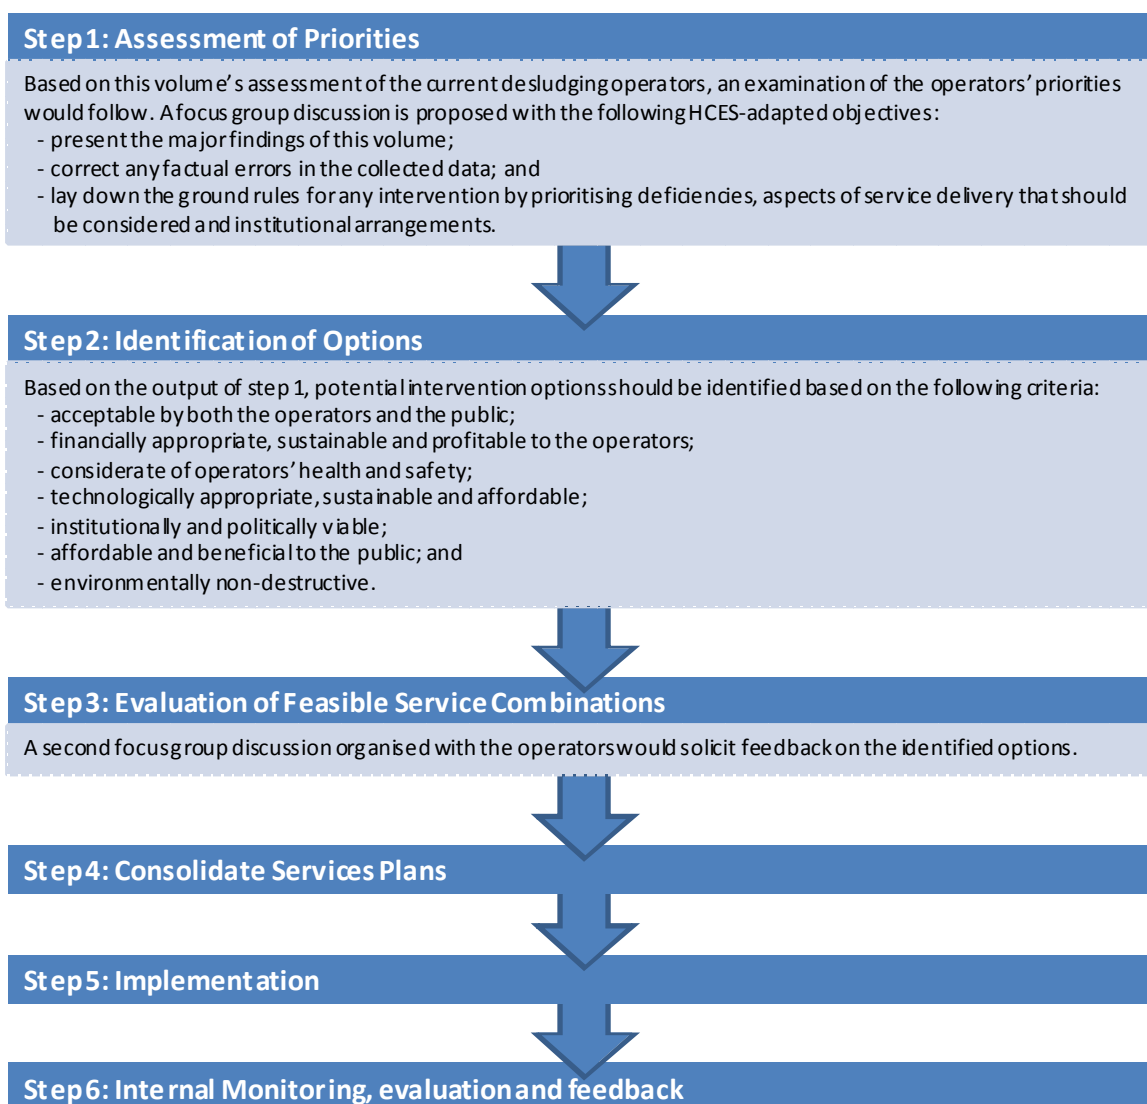 Step 1: Assessment of Priorities
Based on this volume's assessment of the current desludging operators, an examination of the operators' priorities
would follow. A focus group discussion is proposed with the following HCES-adapted objectives:
- present the major findings of this volume;
- correct any factual errors in the collected data; and
- lay down the ground rules for any intervention by prioritising deficiencies, aspects of service delivery that should
be considered and institutional arrangements.
Step 2: Identification of Options
Based on the output of step 1, potential intervention options should be identified based on the following criteria:
- acceptable by both the operators and the public;
- financially appropriate, sustainable and profitable to the operators;
- considerate of operators' health and safety;
- technologically appropriate, sustainable and affordable;
- institutionally and politically viable;
- affordable and beneficial to the public; and
- environmentally non-destructive.
Step 3: Evaluation of Feasible Service Combinations
A second focus group discussion organised with the operators would solicit feedback on the identified options.
Step 4: Consolidate Services Plans
Step 5: Implementation
Step 6: Internal Monitoring, evaluation and feedback